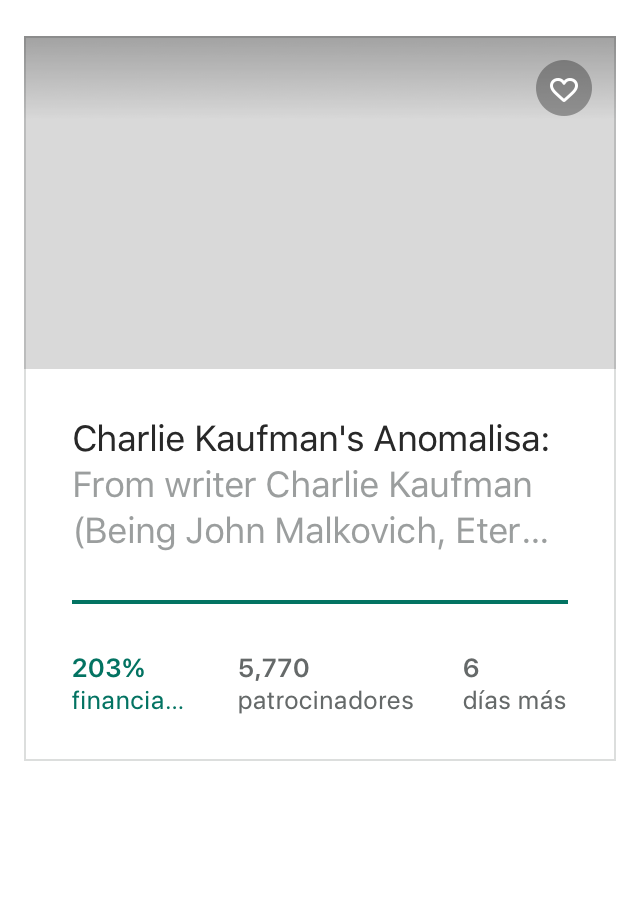 Charlie Kaufman's Anomalisa:
From writer Charlie Kaufman
(Being John Malkovich, Eter...
203% 5,770 6
financia... patrocinadores días más